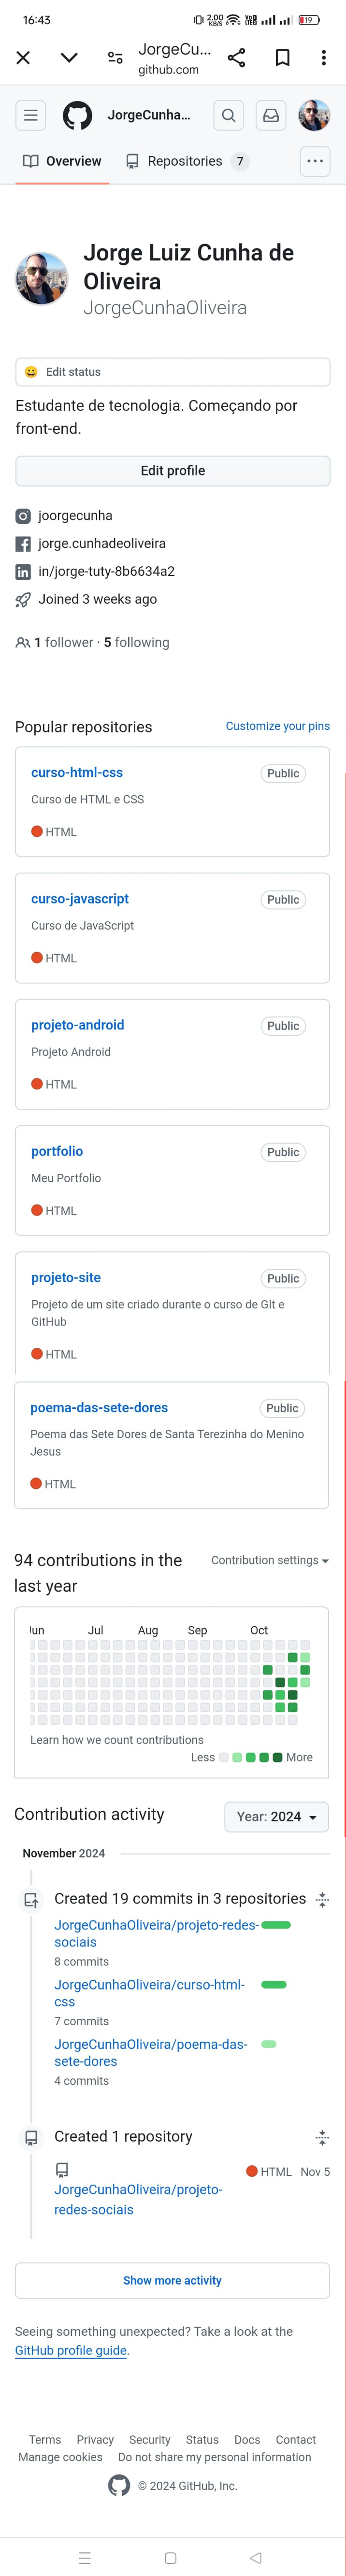 16:43
2.00
KB/S
VoB
LTE
19
JorgeCu...
github.com
JorgeCunha...
Overview
Repositories 7
Jorge Luiz Cunha de
Oliveira
JorgeCunhaOliveira
Edit status
Estudante de tecnologia. Começando por
front-end.
Edit profile
joorgecunha
jorge.cunhadeoliveira
in/jorge-tuty-8b6634a2
Joined 3 weeks ago
1 follower · 5 following
Popular repositories
Customize your pins
curso-html-css
Public
Curso de HTML e CSS
HTML
curso-javascript
Public
Curso de JavaScript
HTML
projeto-android
Public
Projeto Android
HTML
portfolio
Public
Meu Portfolio
HTML
projeto-site
Public
Projeto de um site criado durante o curso de GIt e
GitHub
HTML
poema-das-sete-dores
Public
Poema das Sete Dores de Santa Terezinha do Menino
Jesus
HTML
94 contributions in the
last year
Contribution settings
Jun Jul Aug Sep Oct
Learn how we count contributions
Less More
Contribution activity
Year: 2024
November 2024
Created 19 commits in 3 repositories
JorgeCunhaOliveira/projeto-redes-
sociais
8 commits
JorgeCunhaOliveira/curso-html-
css
7 commits
JorgeCunhaOliveira/poema-das-
sete-dores
4 commits
Created 1 repository
HTML Nov 5
JorgeCunhaOliveira/projeto-
redes-sociais
Show more activity
Seeing something unexpected? Take a look at the
GitHub profile guide.
Terms Privacy Security Status Docs Contact
Manage cookies Do not share my personal information
© 2024 GitHub, Inc.